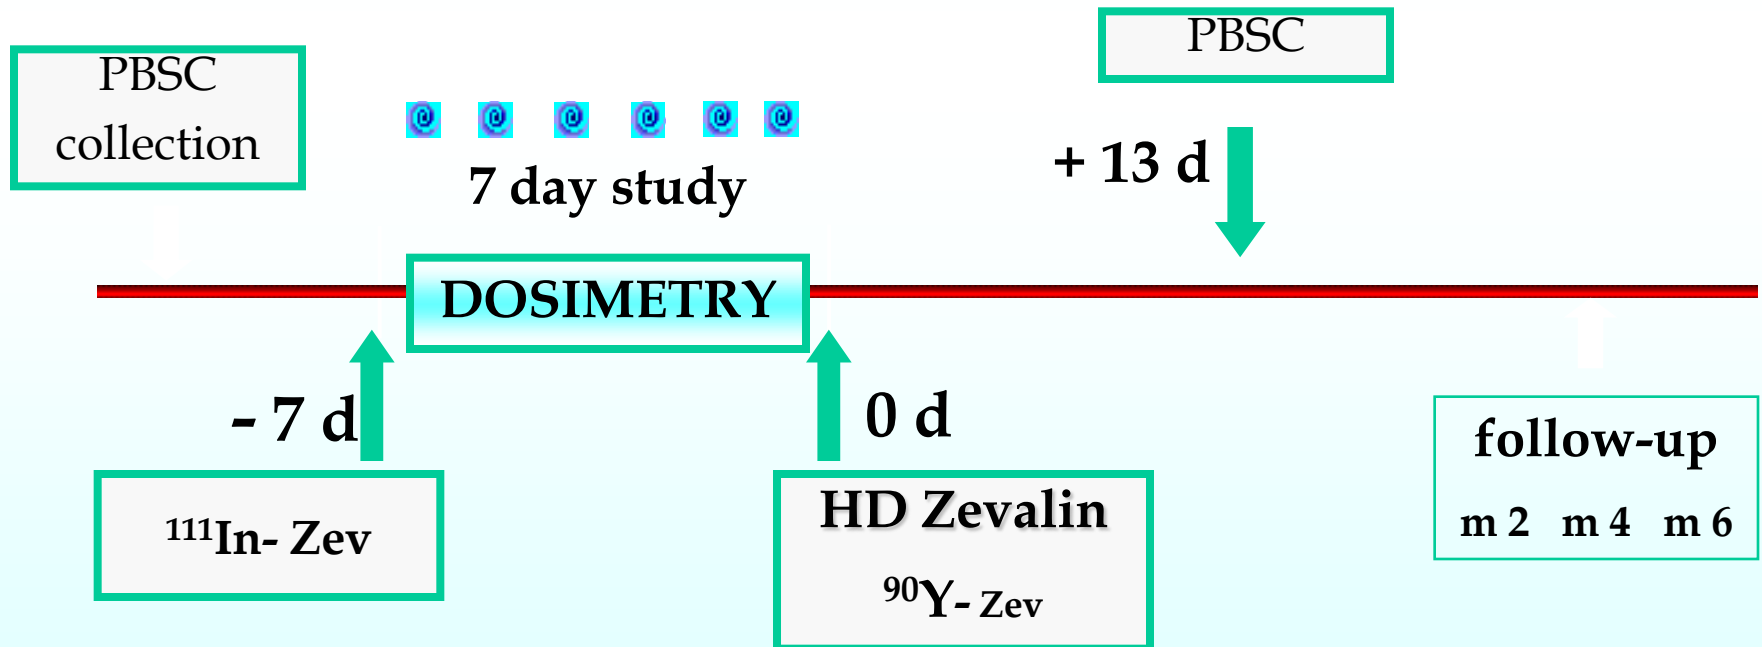 PBSC
collection
7 day study
PBSC
+ 13 d
DOSIMETRY
- 7 d
0 d
¹¹¹In- Zev
HD Zevalin
⁹⁰Y- Zev
follow-up
m 2 m 4 m 6